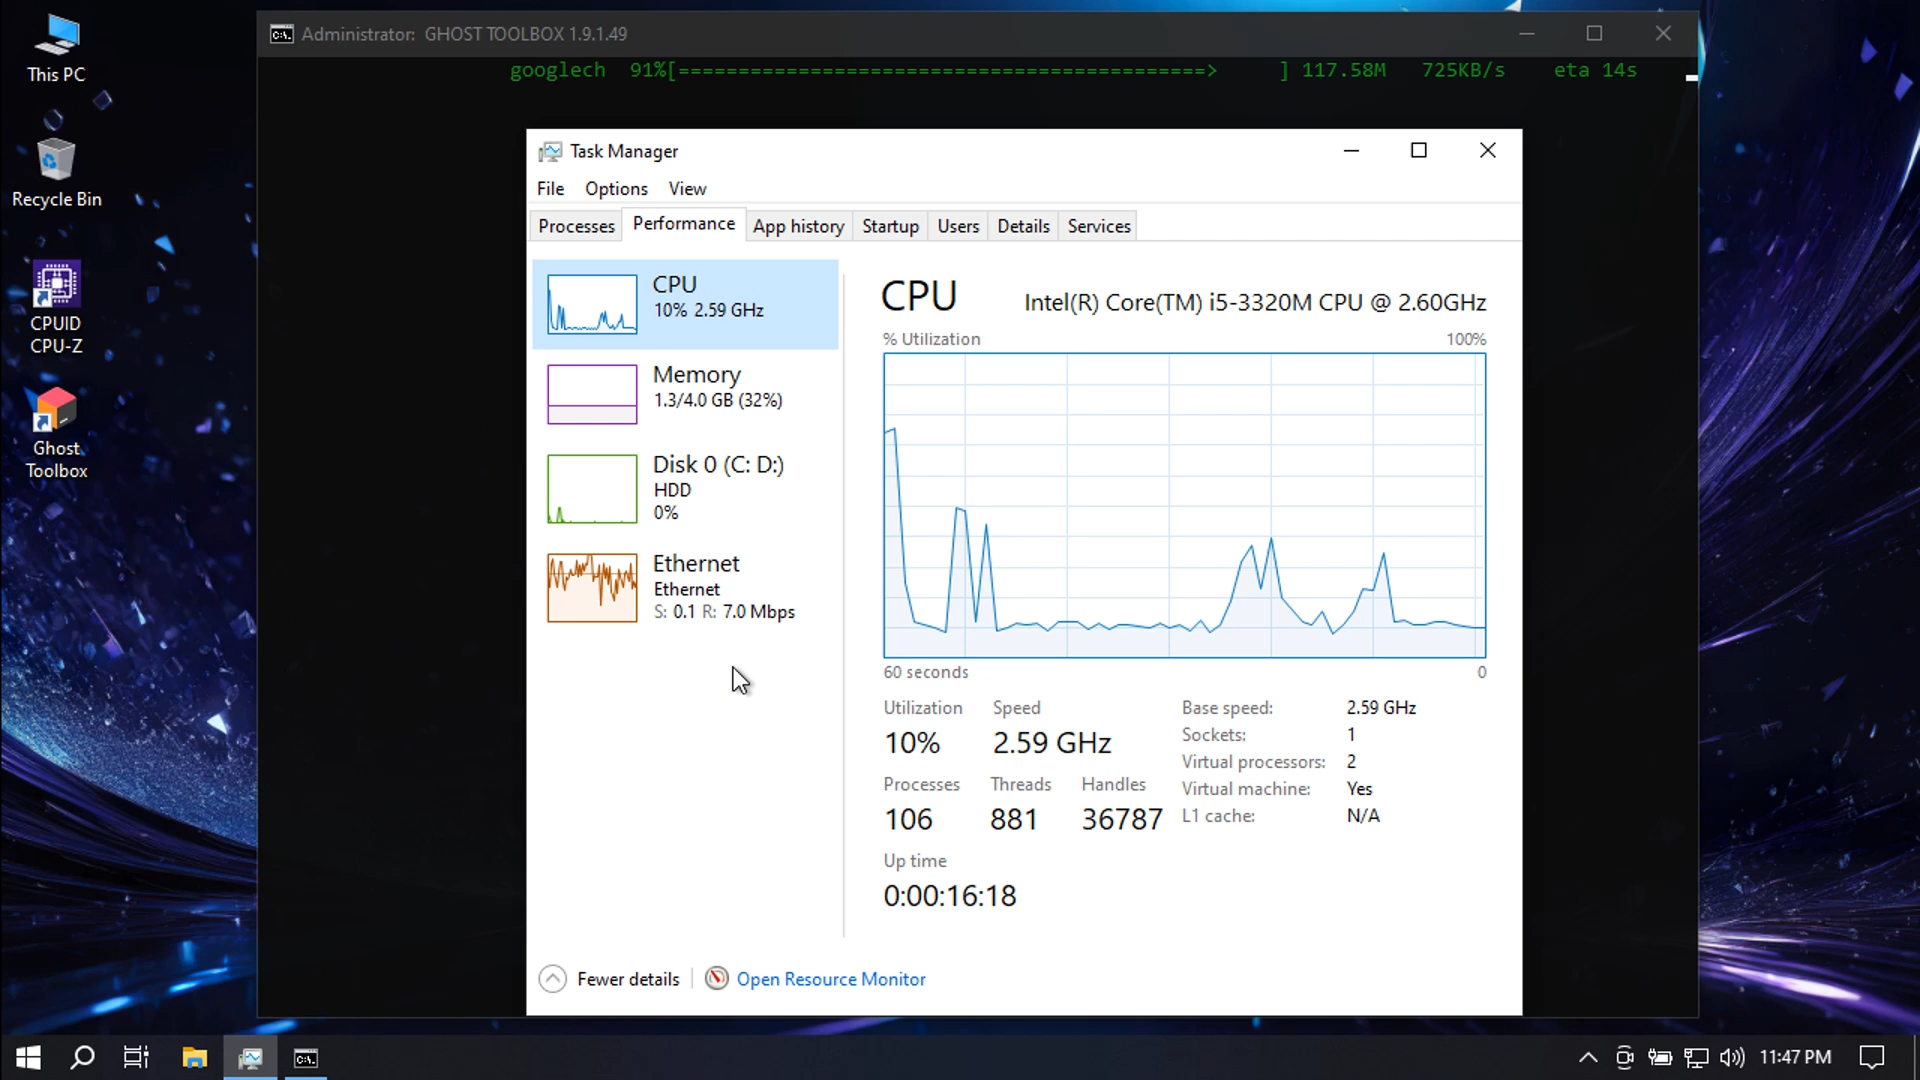 This PC
Recycle Bin
CPUID
CPU-Z
Ghost
Toolbox
Administrator:  GHOST TOOLBOX 1.9.1.49
googlech  91%[============================================>     ] 117.58M   725KB/s    eta 14s
Task Manager
File Options View
Processes Performance App history Startup Users Details Services
CPU
10% 2.59 GHz
Memory
1.3/4.0 GB (32%)
Disk 0 (C: D:)
HDD
0%
Ethernet
Ethernet
S: 0.1 R: 7.0 Mbps
CPU Intel(R) Core(TM) i5-3320M CPU @ 2.60GHz
% Utilization 100%
60 seconds 0
Utilization Speed
10% 2.59 GHz
Processes Threads Handles
106 881 36787
Up time
0:00:16:18
Base speed: 2.59 GHz
Sockets: 1
Virtual processors: 2
Virtual machine: Yes
L1 cache: N/A
Fewer details Open Resource Monitor
11:47 PM